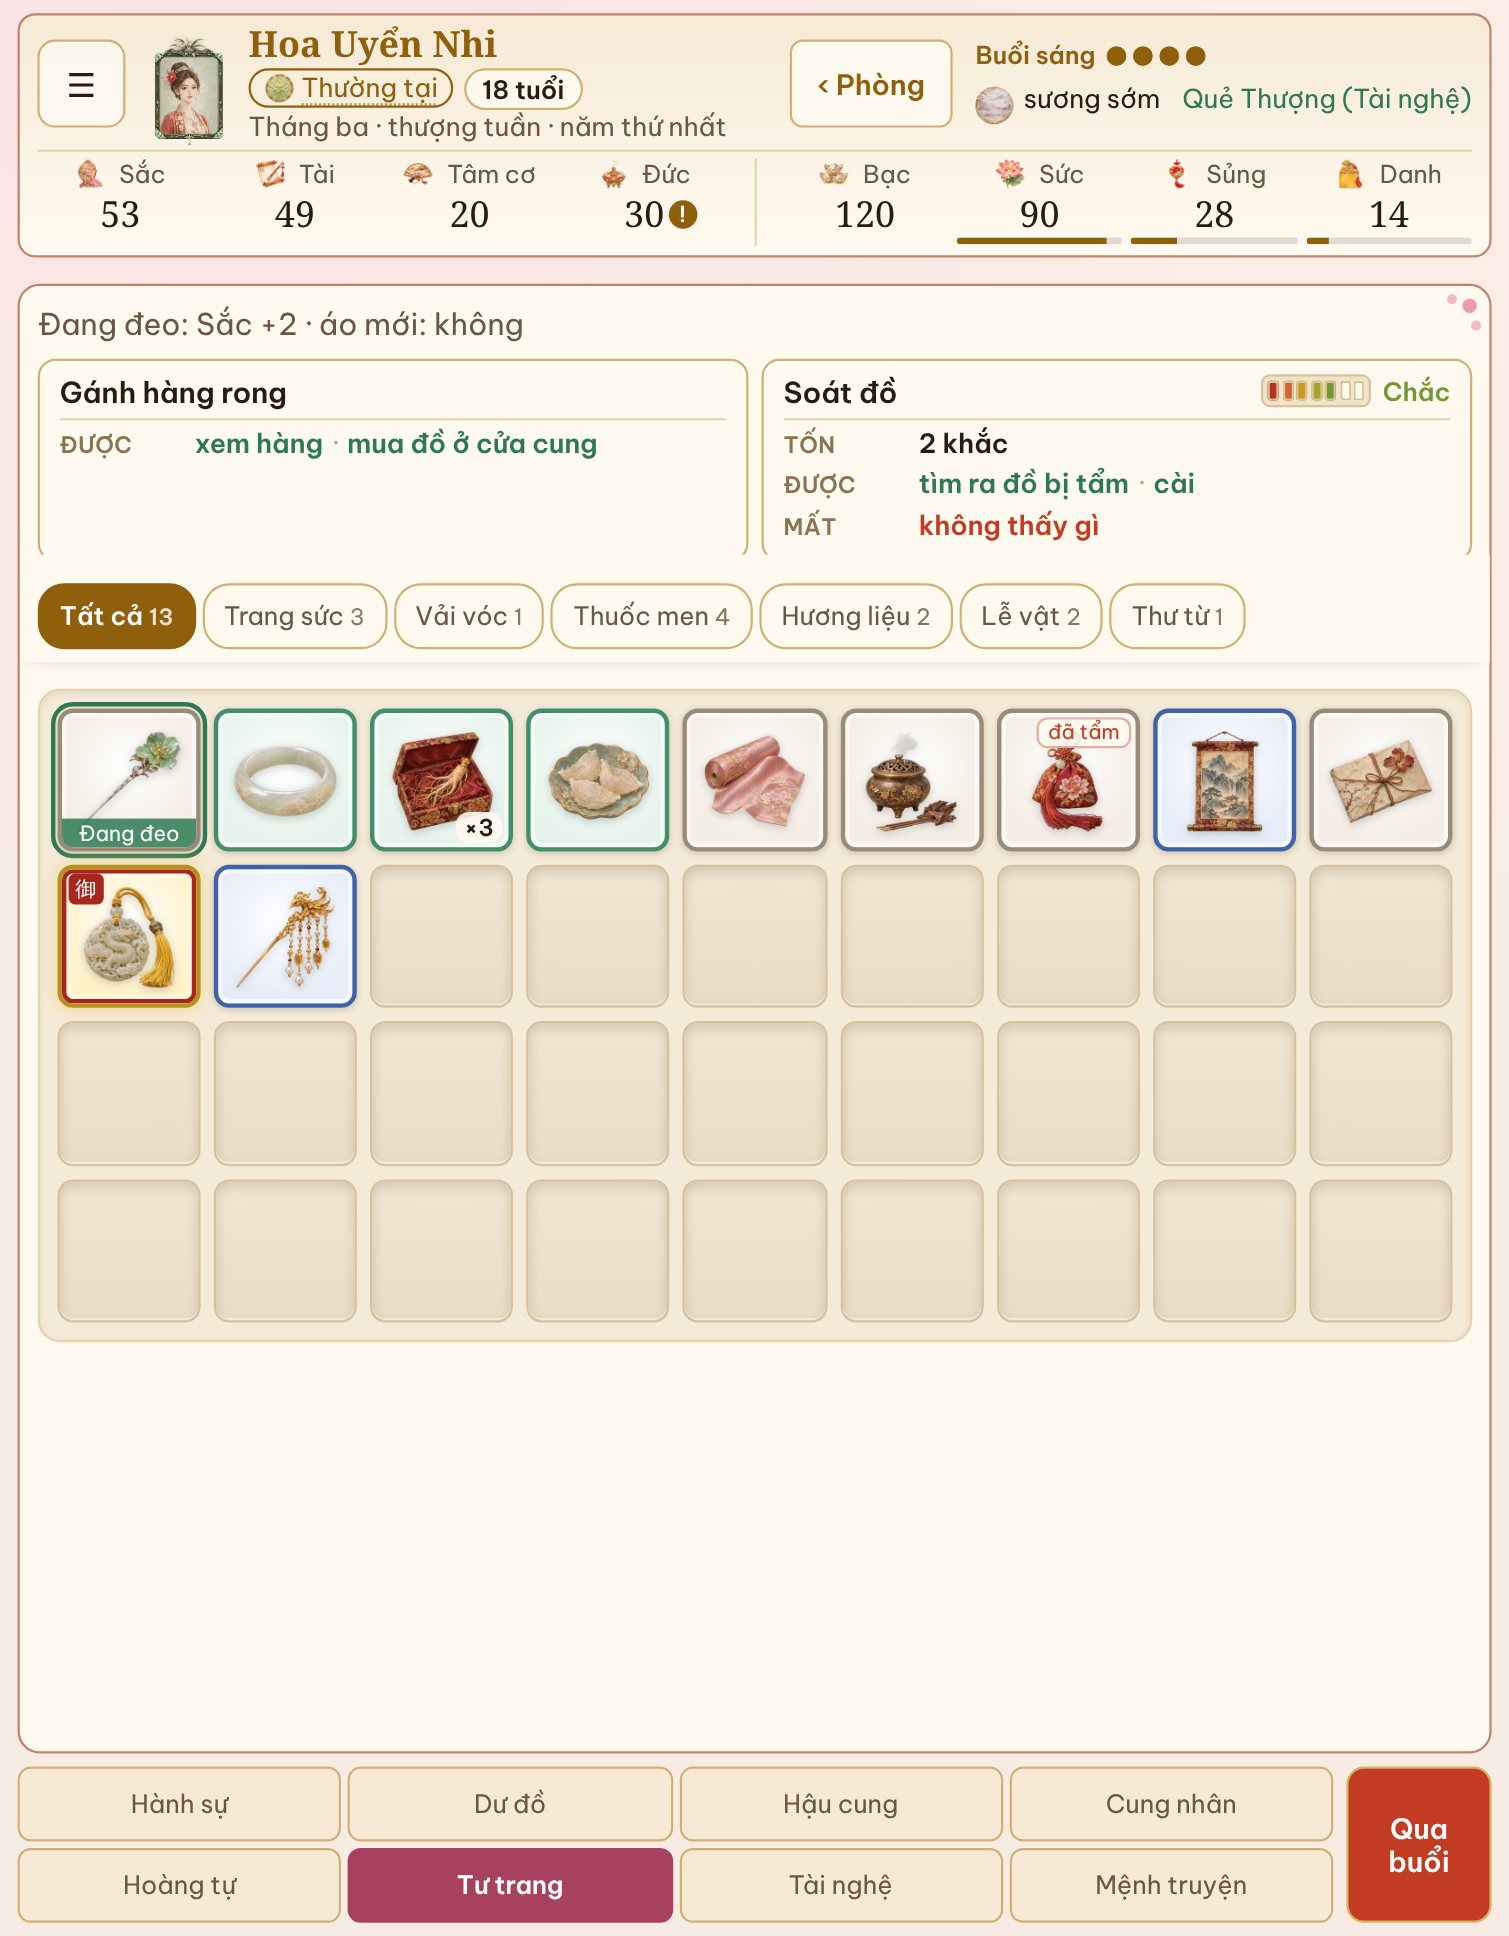 ☰
Hoa Uyển Nhi
Thường tại
18 tuổi
Tháng ba · thượng tuần · năm thứ nhất
‹ Phòng
Buổi sáng
sương sớm Quẻ Thượng (Tài nghệ)
Sắc Tài Tâm cơ Đức Bạc Sức Sủng Danh
53 49 20 30 ! 120 90 28 14
Đang đeo: Sắc +2 · áo mới: không
Gánh hàng rong
ĐƯỢC xem hàng · mua đồ ở cửa cung
Soát đồ Chắc
TỐN 2 khắc
ĐƯỢC tìm ra đồ bị tẩm · cài
MẤT không thấy gì
Tất cả 13 Trang sức 3 Vải vóc 1 Thuốc men 4 Hương liệu 2 Lễ vật 2 Thư từ 1
Đang đeo
×3
đã tẩm
御
Hành sự Dư đồ Hậu cung Cung nhân
Hoàng tự Tư trang Tài nghệ Mệnh truyện
Qua
buổi